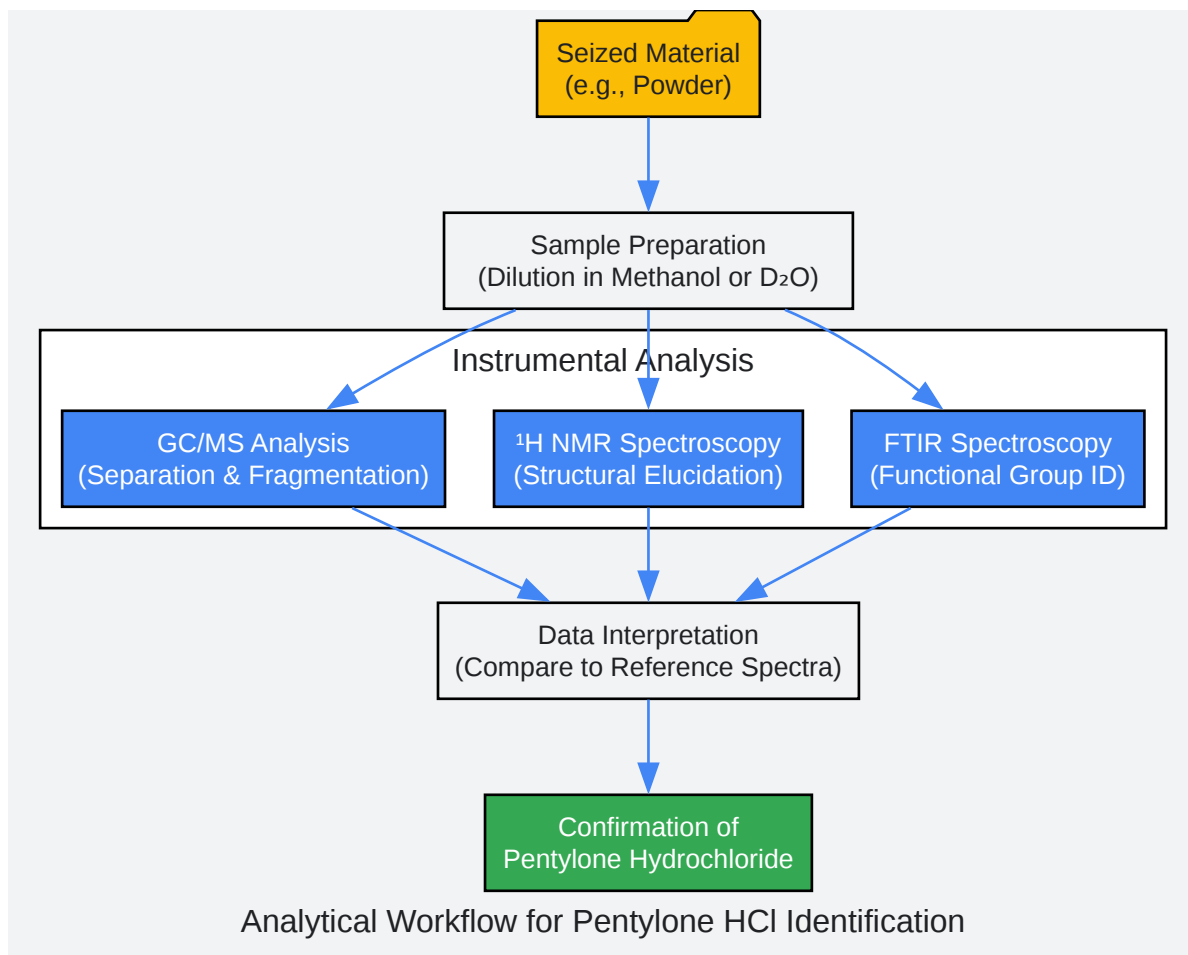 Seized Material
(e.g., Powder)
Sample Preparation
(Dilution in Methanol or D₂O)
Instrumental Analysis
GC/MS Analysis
(Separation & Fragmentation)
¹H NMR Spectroscopy
(Structural Elucidation)
FTIR Spectroscopy
(Functional Group ID)
Data Interpretation
(Compare to Reference Spectra)
Confirmation of
Pentylone Hydrochloride
Analytical Workflow for Pentylone HCl Identification